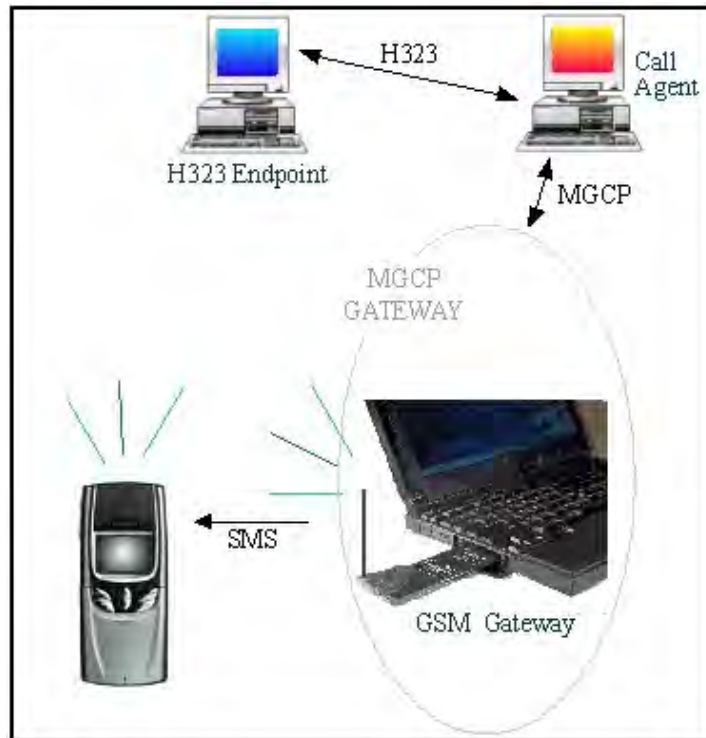 H323
Call
Agent
H323 Endpoint
MGCP
MGCP
GATEWAY
SMS
GSM Gateway